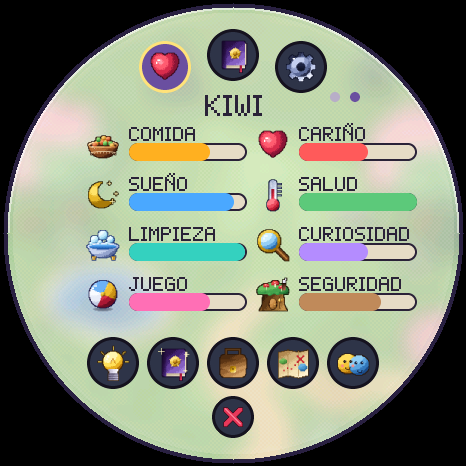 KIWI
COMIDA
CARIÑO
SUEÑO
SALUD
LIMPIEZA
CURIOSIDAD
JUEGO
SEGURIDAD